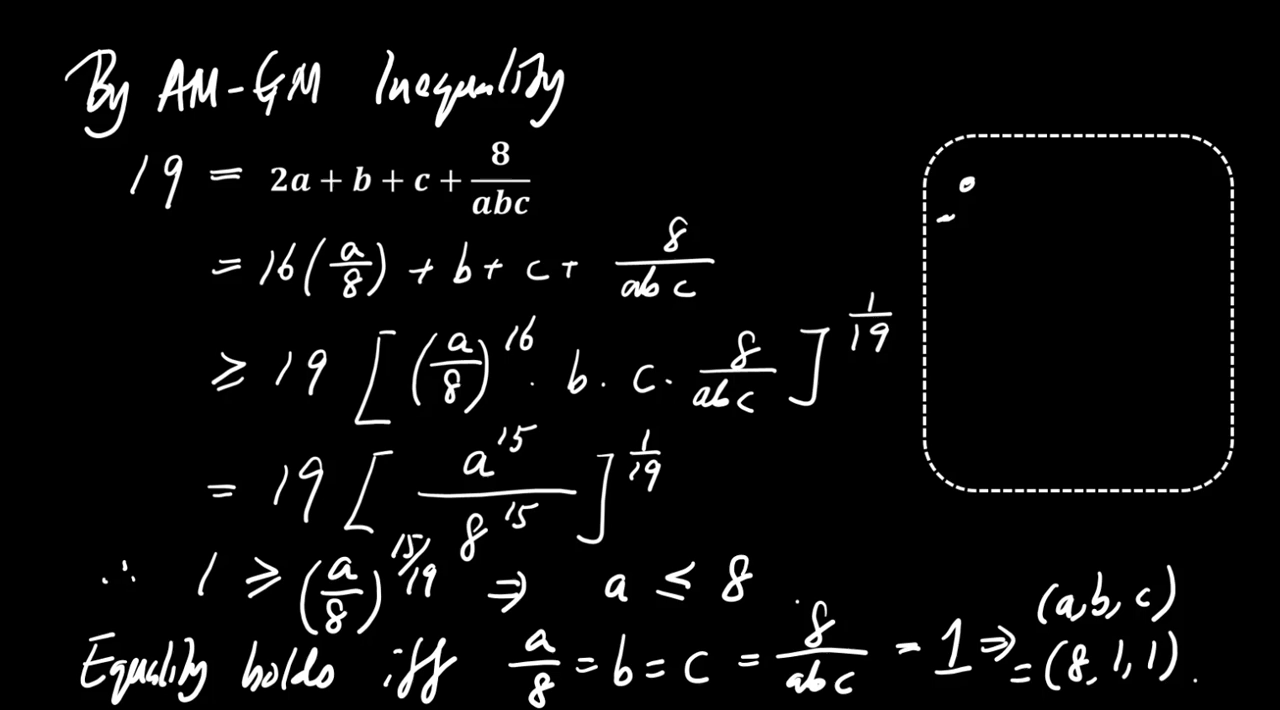 By AM-GM Inequality
19 = 2a + b + c + 8/abc
= 16(a/8) + b + c + 8/abc
≥ 19 [(a/8)^16 · b · c · 8/abc]^(1/19)
= 19 [a^15/8^15]^(1/19)
∴ 1 ≥ (a/8)^(15/19) ⇒ a ≤ 8.
Equality holds iff a/8 = b = c = 8/abc = 1 ⇒ (a, b, c)
= (8, 1, 1).